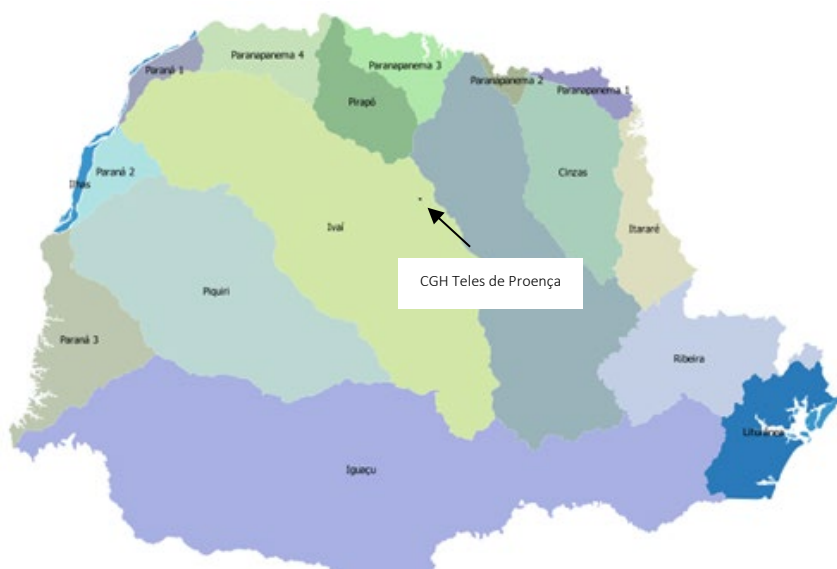 Paranapanema 4
Paraná 1
Paranapanema 3
Paranapanema 2
Paranapanema 1
Pirapó
Paraná 2
Cinzas
Ilhas
Ivaí
Itararé
CGH Teles de Proença
Piquiri
Paraná 3
Ribeira
Litorânea
Iguaçu